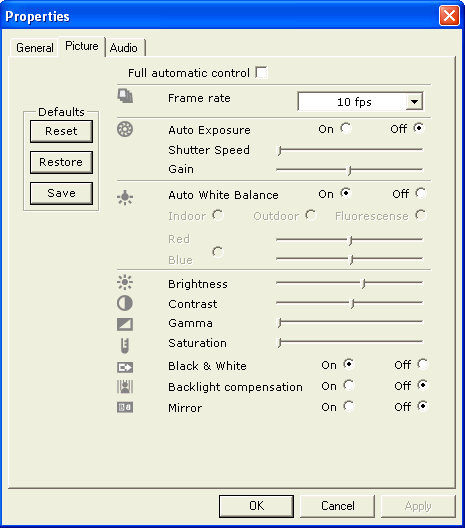 Properties
General Picture Audio
Full automatic control
Frame rate 10 fps
Defaults
Reset
Restore
Save
Auto Exposure On Off
Shutter Speed
Gain
Auto White Balance On Off
Indoor Outdoor Fluorescense
Red
Blue
Brightness
Contrast
Gamma
Saturation
Black & White On Off
Backlight compensation On Off
Mirror On Off
OK Cancel Apply